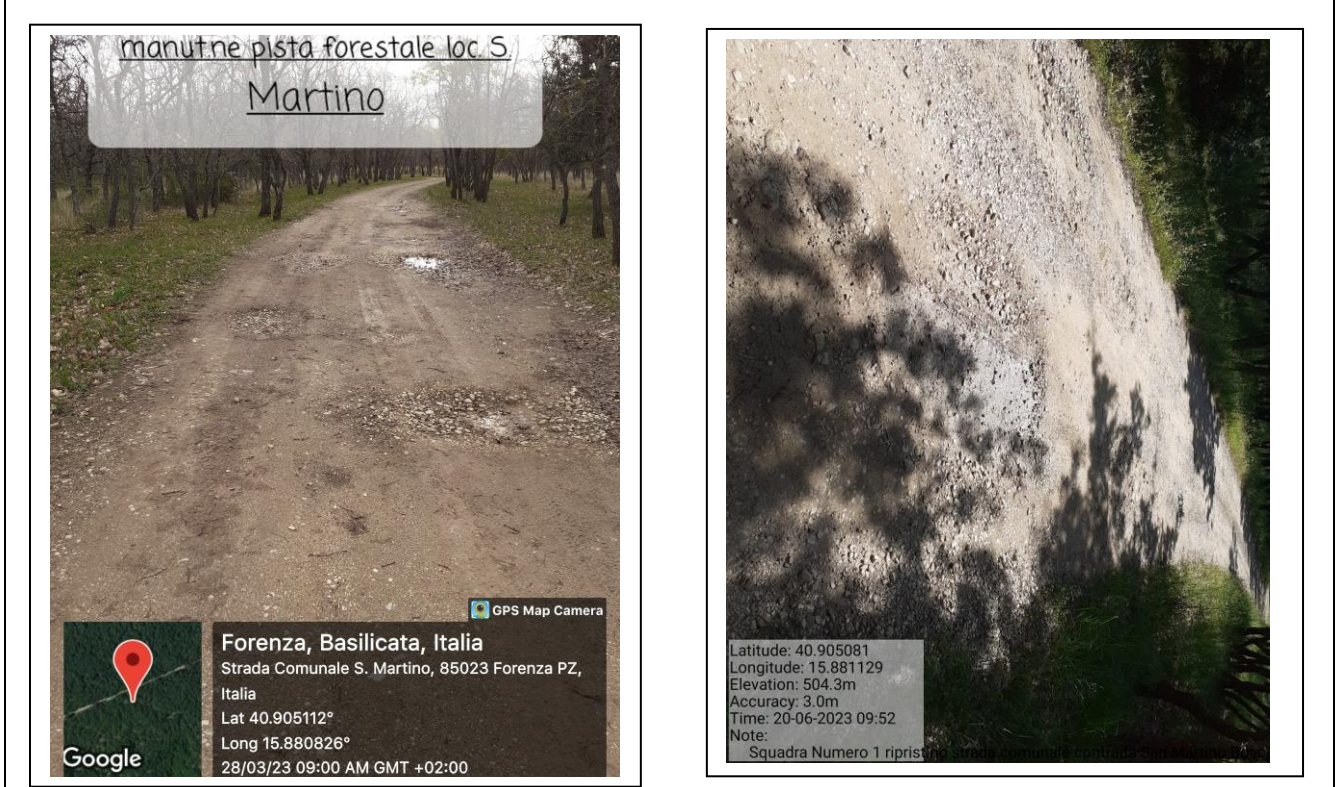 manut.ne pista forestale loc. S.
Martino
GPS Map Camera
Forenza, Basilicata, Italia
Strada Comunale S. Martino, 85023 Forenza PZ,
Italia
Lat 40.905112°
Long 15.880826°
28/03/23 09:00 AM GMT +02:00
Google
Latitude: 40.905081
Longitude: 15.881129
Elevation: 504.3m
Accuracy: 3.0m
Time: 20-06-2023 09:52
Note:
Squadra Numero 1 ripristino strada comunale contrada San Martino